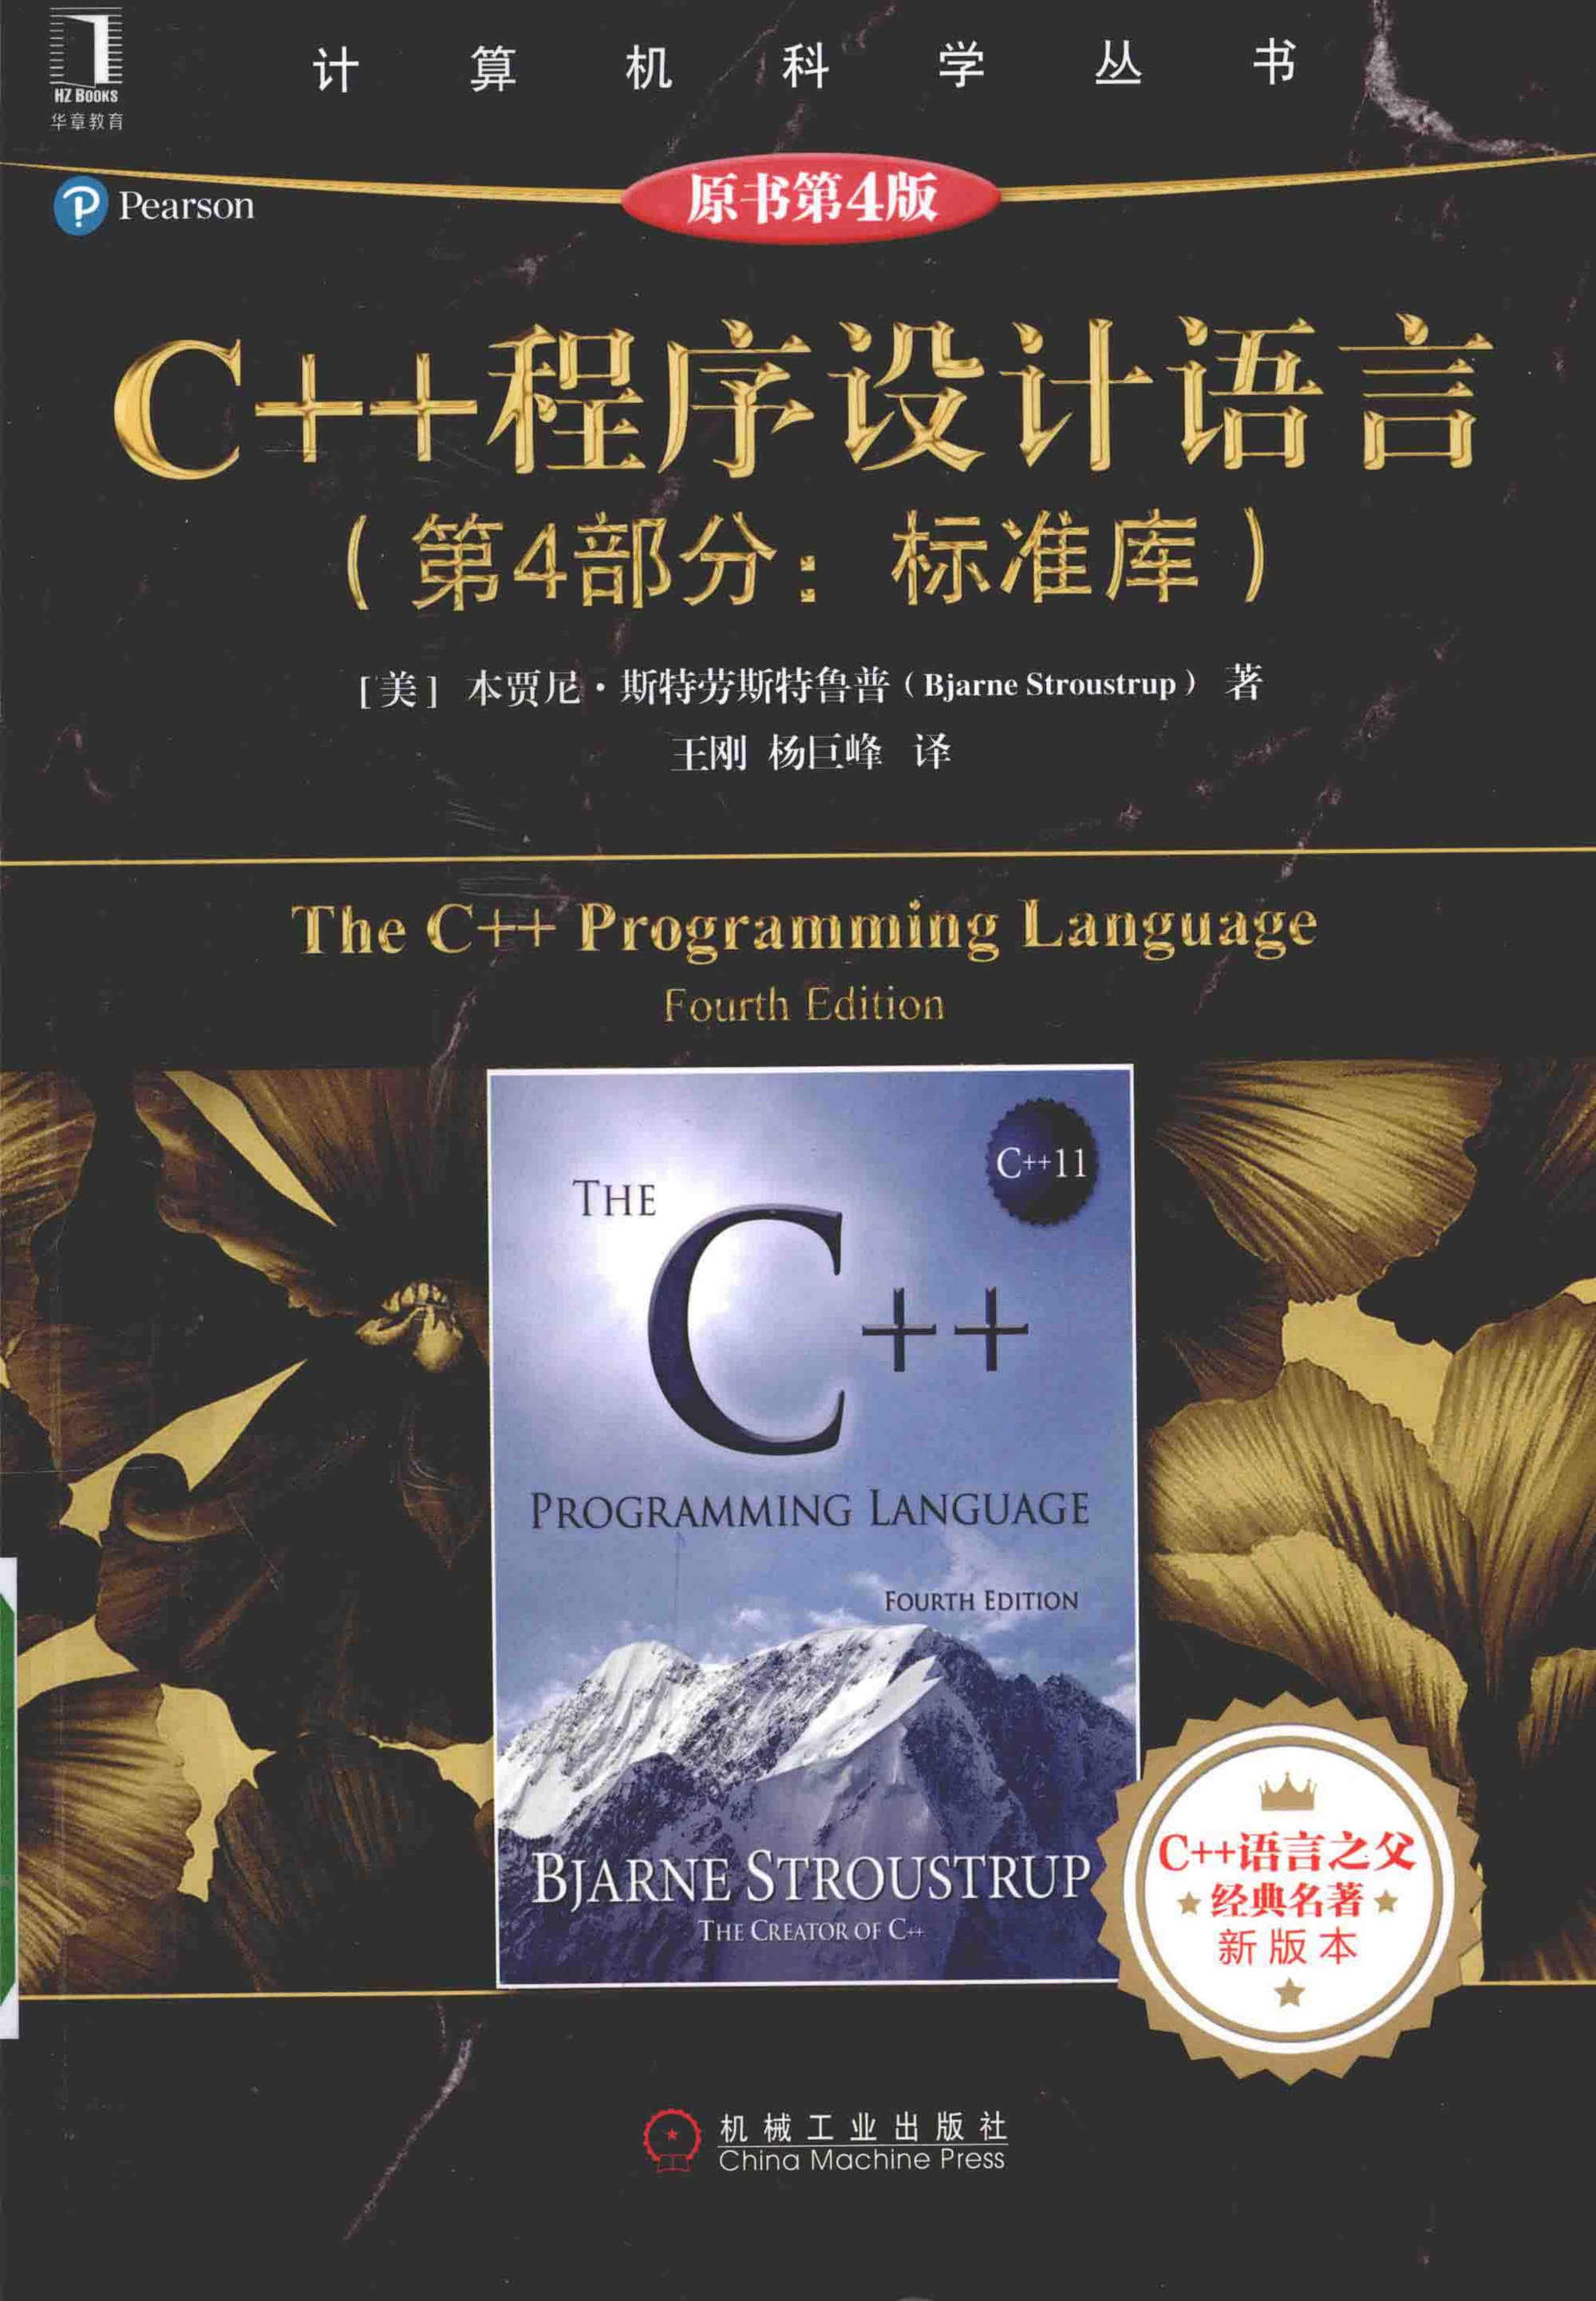 HZ BOOKS
华章教育
计算机科学丛书
Pearson
原书第4版
C++程序设计语言
(第4部分:标准库)
[美] 本贾尼·斯特劳斯特鲁普(Bjarne Stroustrup) 著
王刚 杨巨峰 译
The C++ Programming Language
Fourth Edition
C++11
THE
C++
PROGRAMMING LANGUAGE
FOURTH EDITION
BJARNE STROUSTRUP
THE CREATOR OF C++
C++语言之父
★经典名著★
新版本
★
机械工业出版社
China Machine Press